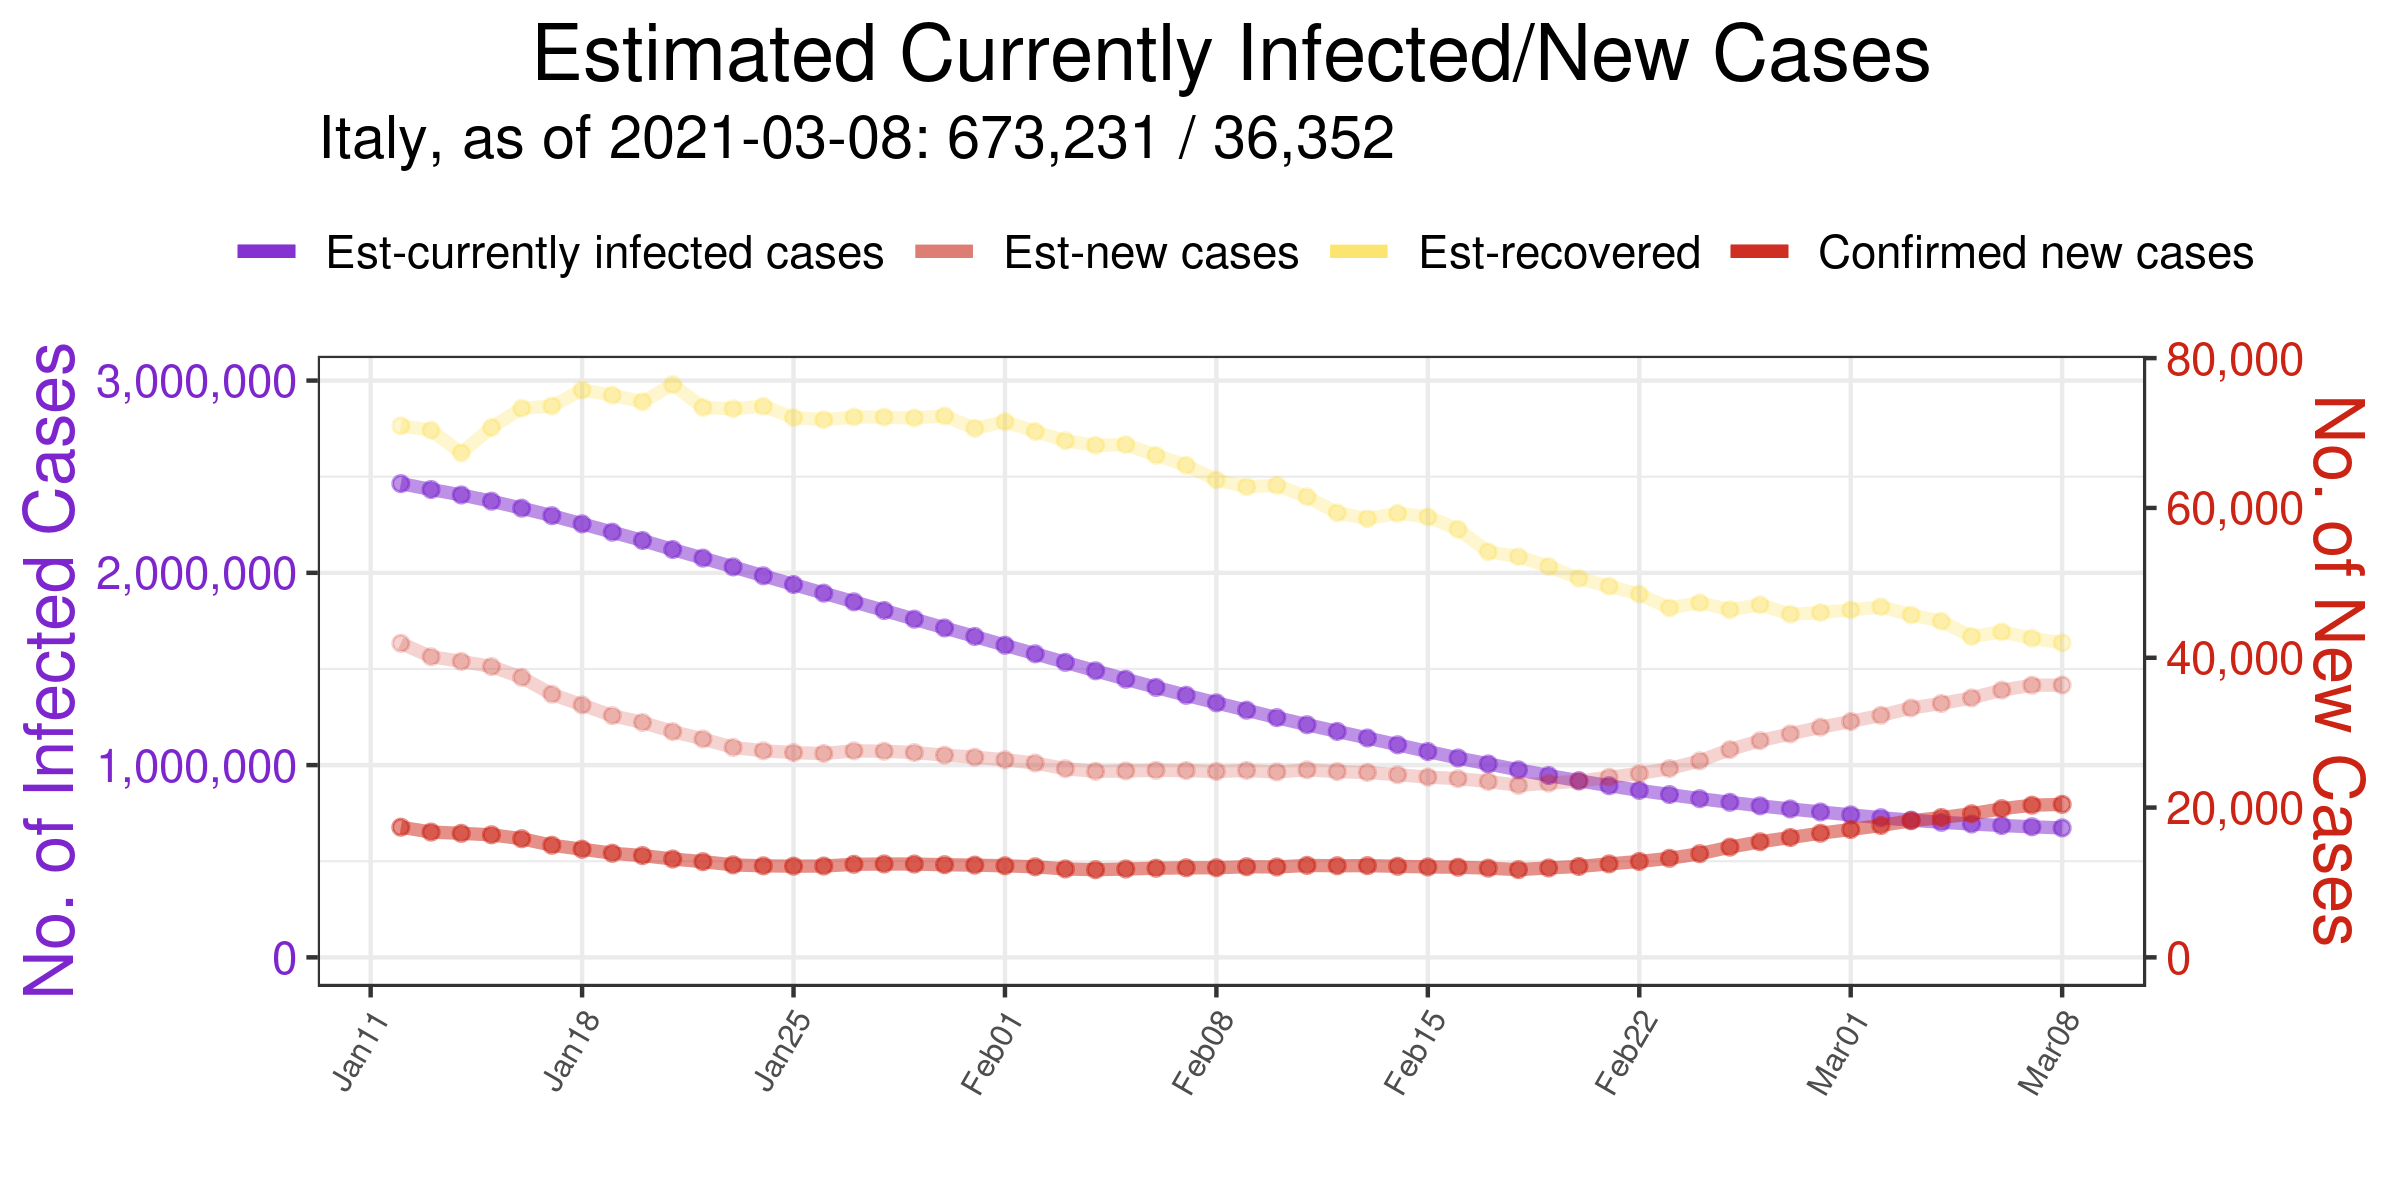 Estimated Currently Infected/New Cases
Italy, as of 2021-03-08: 673,231 / 36,352
Est-currently infected cases Est-new cases Est-recovered Confirmed new cases
No. of Infected Cases
3,000,000
2,000,000
1,000,000
0
80,000
60,000
40,000
20,000
0
No. of New Cases
Jan11 Jan18 Jan25 Feb01 Feb08 Feb15 Feb22 Mar01 Mar08